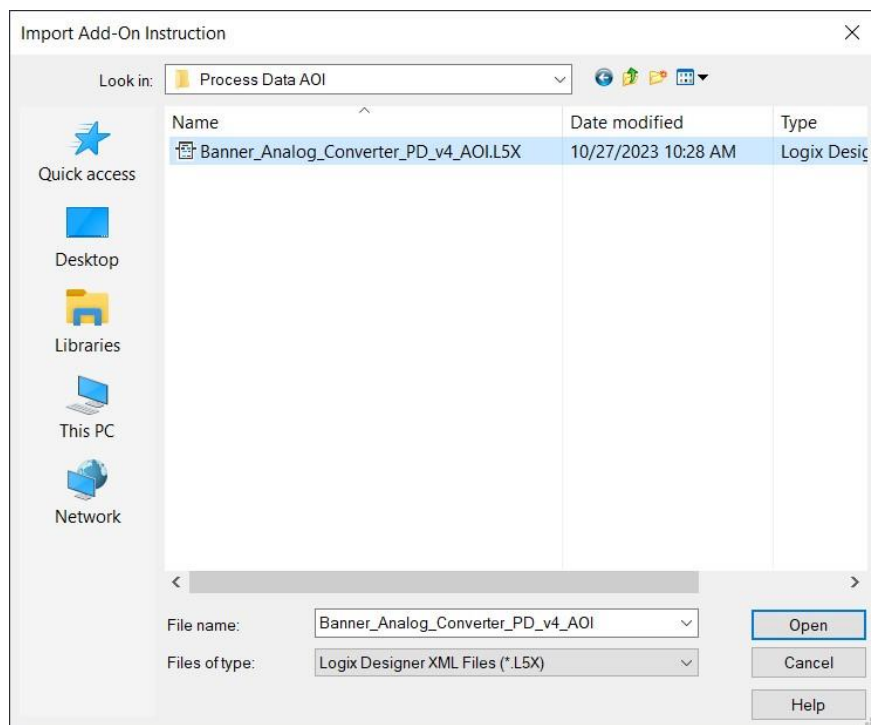 Import Add-On Instruction
Look in: Process Data AOI
Name Date modified Type
Banner_Analog_Converter_PD_v4_AOI.L5X 10/27/2023 10:28 AM Logix Desig
Quick access
Desktop
Libraries
This PC
Network
File name: Banner_Analog_Converter_PD_v4_AOI Open
Files of type: Logix Designer XML Files (*.L5X) Cancel
Help